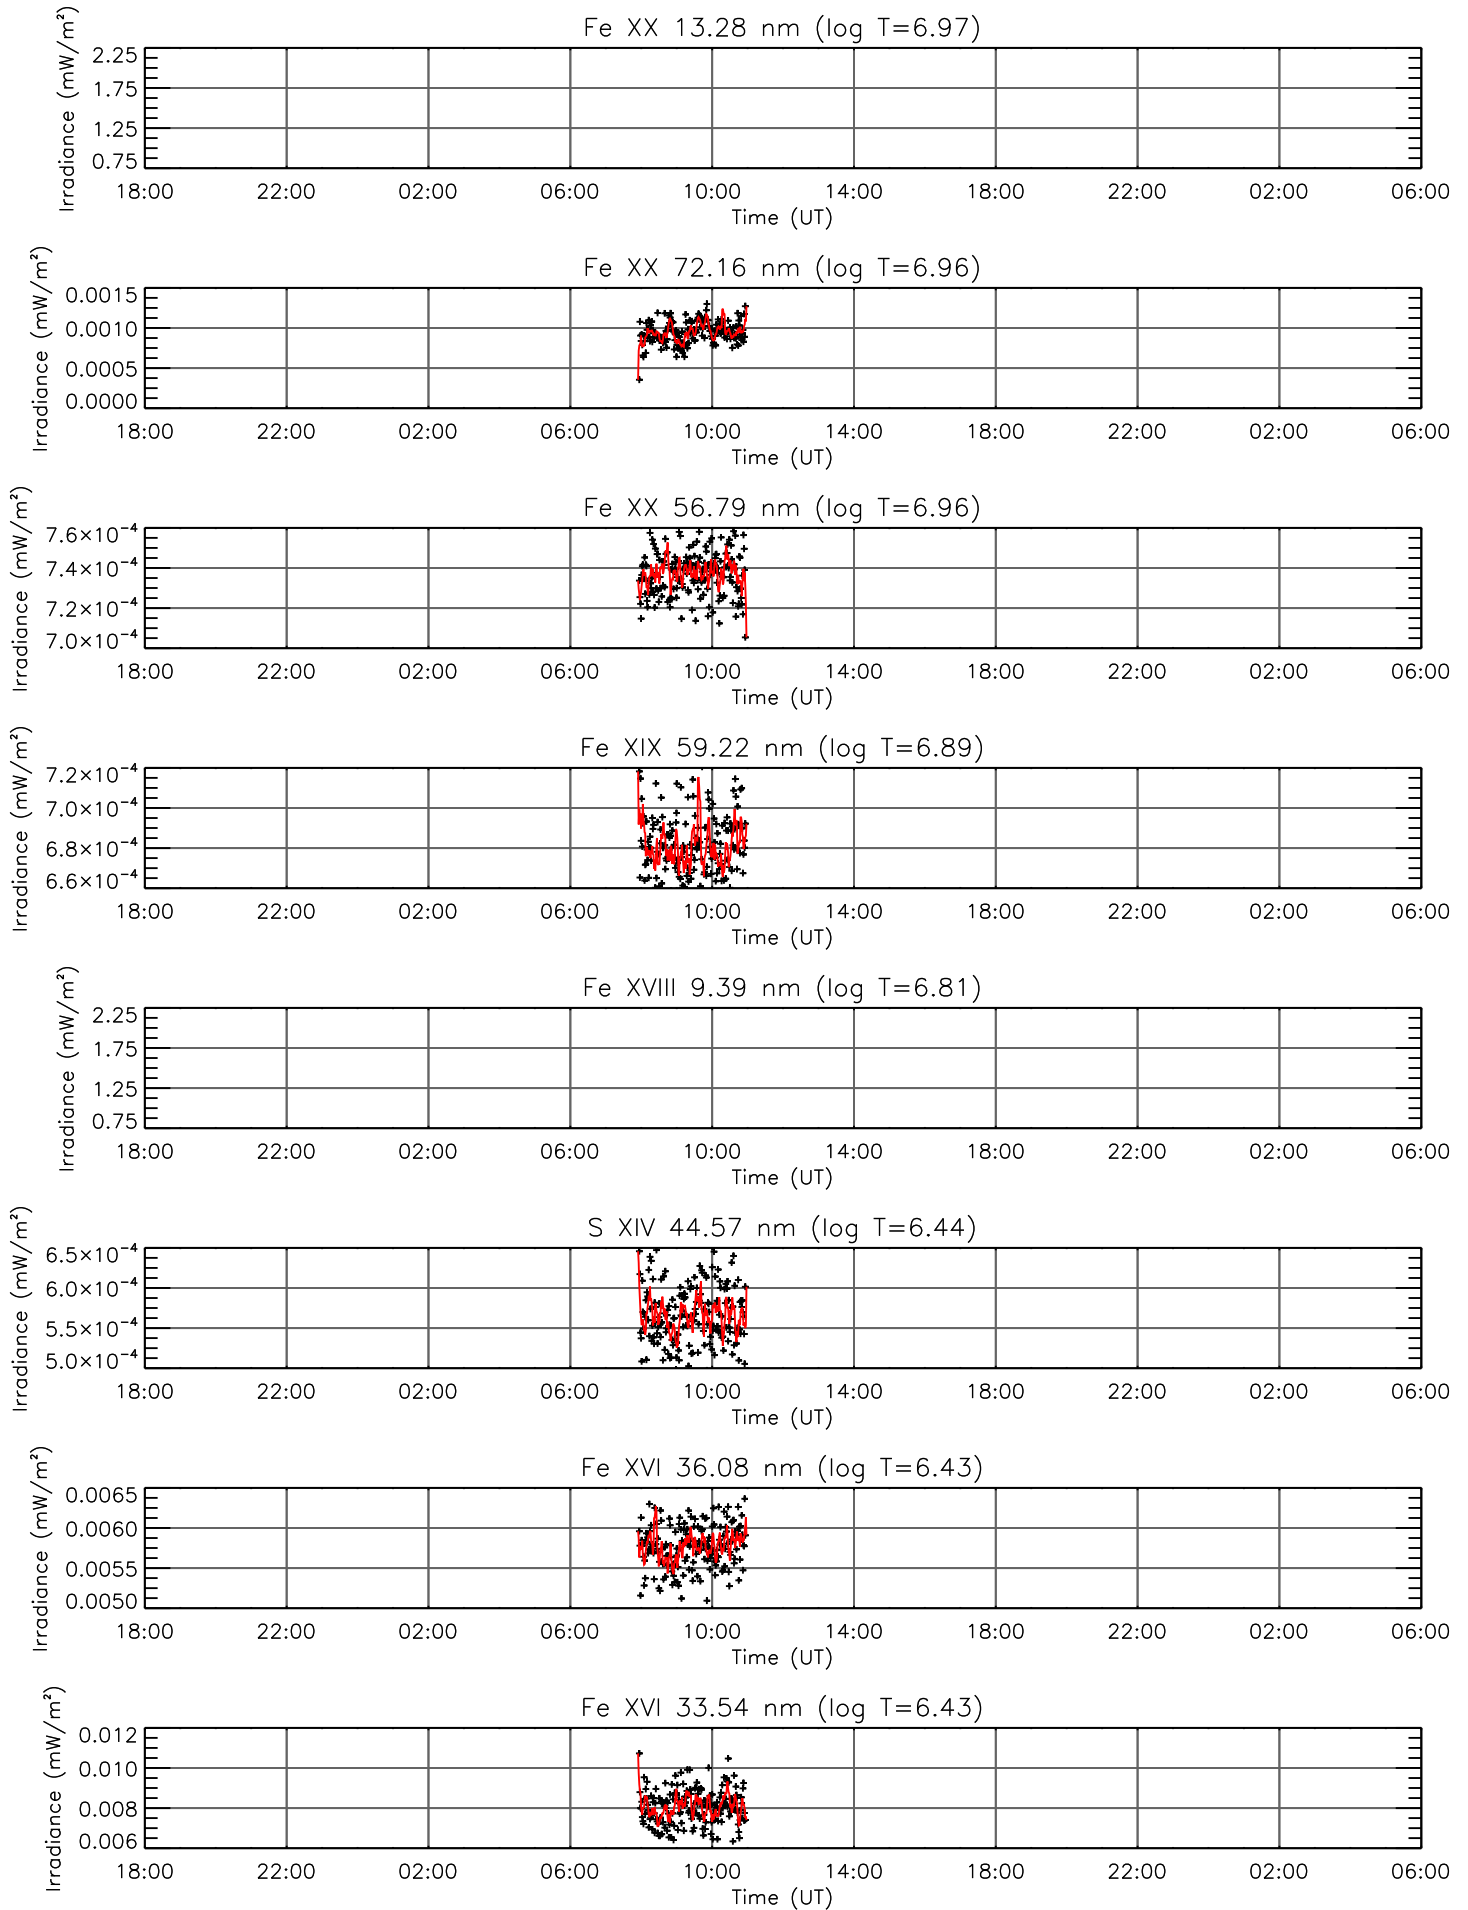 Fe XX 13.28 nm (log T=6.97)
Irradiance (mW/m²)
2.25
1.75
1.25
0.75
18:00 22:00 02:00 06:00 10:00 14:00 18:00 22:00 02:00 06:00
Time (UT)
Fe XX 72.16 nm (log T=6.96)
Irradiance (mW/m²)
0.0015
0.0010
0.0005
0.0000
18:00 22:00 02:00 06:00 10:00 14:00 18:00 22:00 02:00 06:00
Time (UT)
Fe XX 56.79 nm (log T=6.96)
Irradiance (mW/m²)
7.6×10⁻⁴
7.4×10⁻⁴
7.2×10⁻⁴
7.0×10⁻⁴
18:00 22:00 02:00 06:00 10:00 14:00 18:00 22:00 02:00 06:00
Time (UT)
Fe XIX 59.22 nm (log T=6.89)
Irradiance (mW/m²)
7.2×10⁻⁴
7.0×10⁻⁴
6.8×10⁻⁴
6.6×10⁻⁴
18:00 22:00 02:00 06:00 10:00 14:00 18:00 22:00 02:00 06:00
Time (UT)
Fe XVIII 9.39 nm (log T=6.81)
Irradiance (mW/m²)
2.25
1.75
1.25
0.75
18:00 22:00 02:00 06:00 10:00 14:00 18:00 22:00 02:00 06:00
Time (UT)
S XIV 44.57 nm (log T=6.44)
Irradiance (mW/m²)
6.5×10⁻⁴
6.0×10⁻⁴
5.5×10⁻⁴
5.0×10⁻⁴
18:00 22:00 02:00 06:00 10:00 14:00 18:00 22:00 02:00 06:00
Time (UT)
Fe XVI 36.08 nm (log T=6.43)
Irradiance (mW/m²)
0.0065
0.0060
0.0055
0.0050
18:00 22:00 02:00 06:00 10:00 14:00 18:00 22:00 02:00 06:00
Time (UT)
Fe XVI 33.54 nm (log T=6.43)
Irradiance (mW/m²)
0.012
0.010
0.008
0.006
18:00 22:00 02:00 06:00 10:00 14:00 18:00 22:00 02:00 06:00
Time (UT)